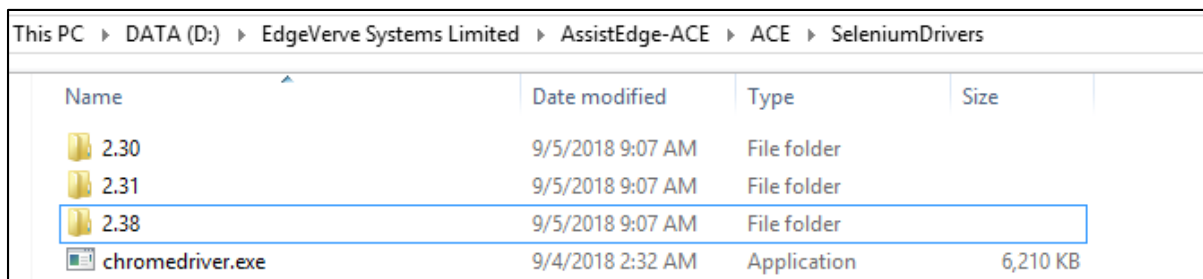 This PC DATA (D:) EdgeVerve Systems Limited AssistEdge-ACE ACE SeleniumDrivers
Name Date modified Type Size
2.30 9/5/2018 9:07 AM File folder
2.31 9/5/2018 9:07 AM File folder
2.38 9/5/2018 9:07 AM File folder
chromedriver.exe 9/4/2018 2:32 AM Application 6,210 KB